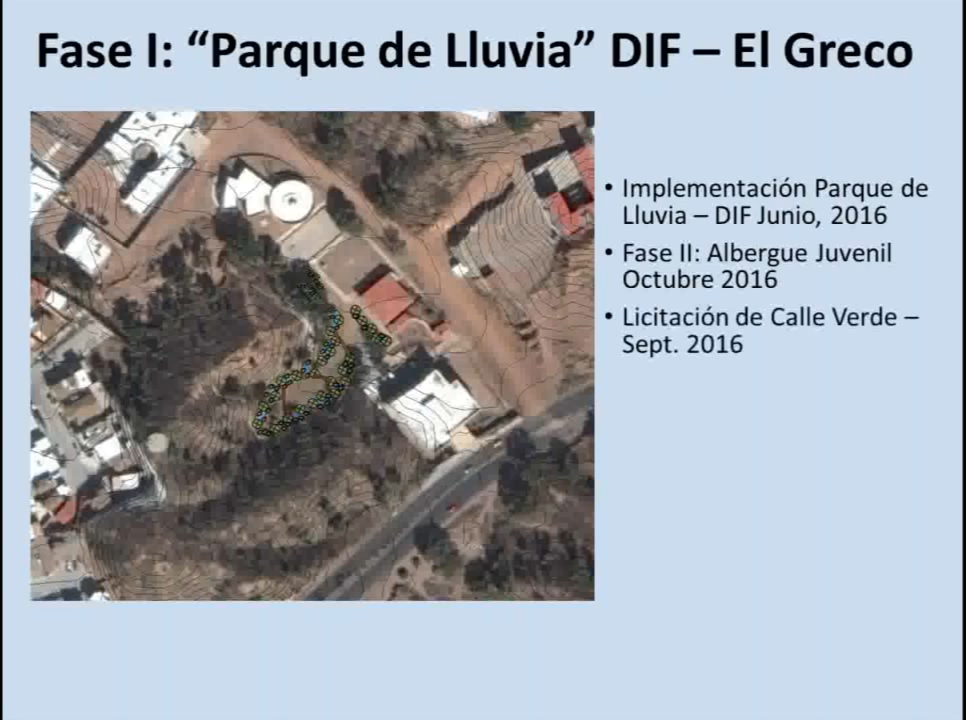 Fase I: “Parque de Lluvia” DIF – El Greco
• Implementación Parque de
Lluvia – DIF Junio, 2016
• Fase II: Albergue Juvenil
Octubre 2016
• Licitación de Calle Verde –
Sept. 2016